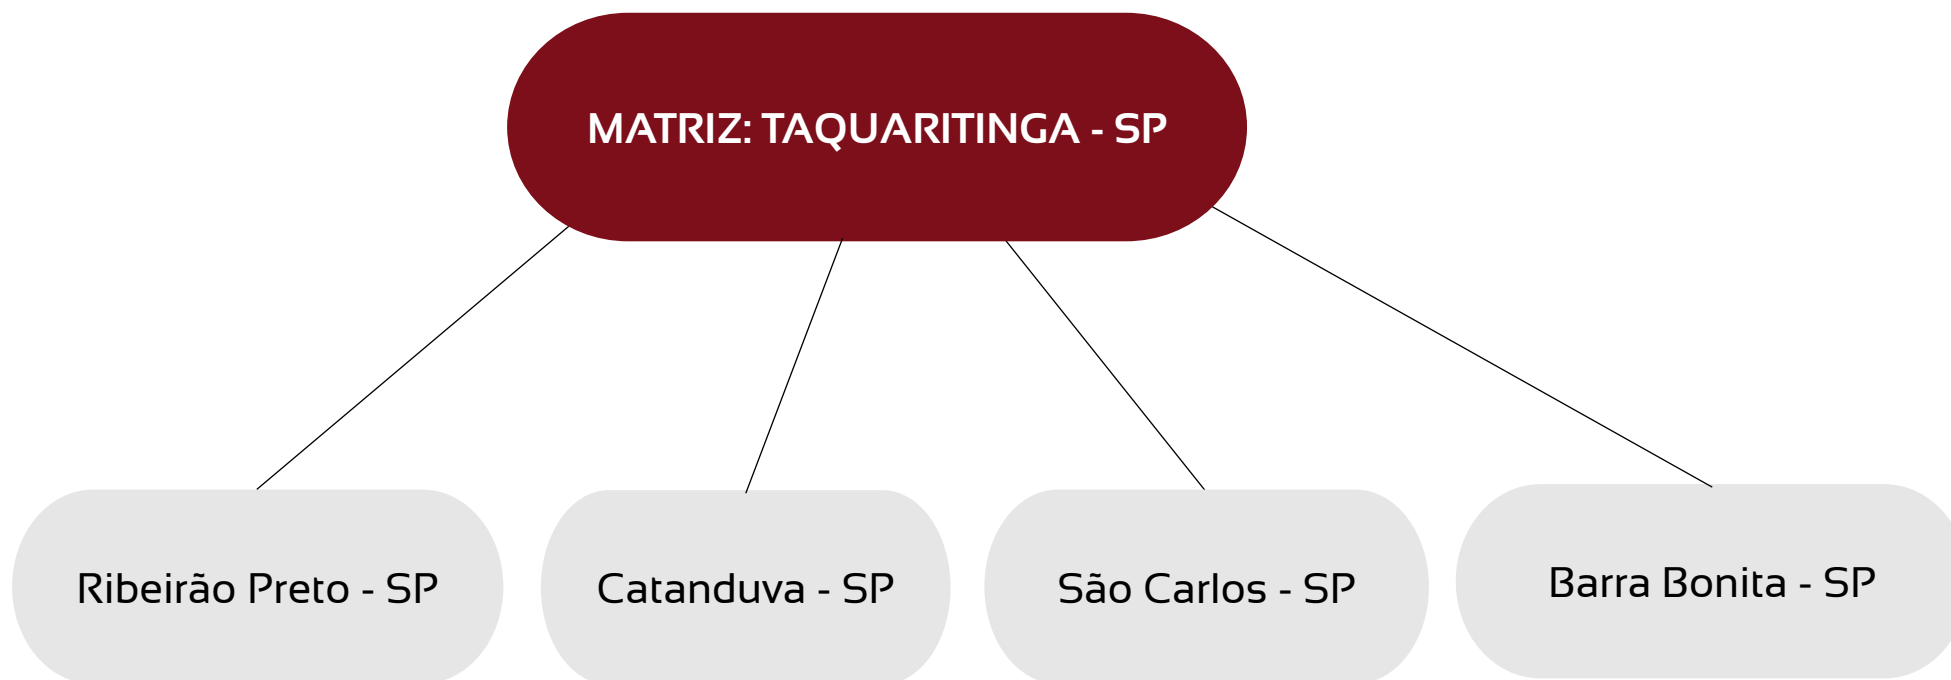 MATRIZ: TAQUARITINGA - SP
Ribeirão Preto - SP
Catanduva - SP
São Carlos - SP
Barra Bonita - SP